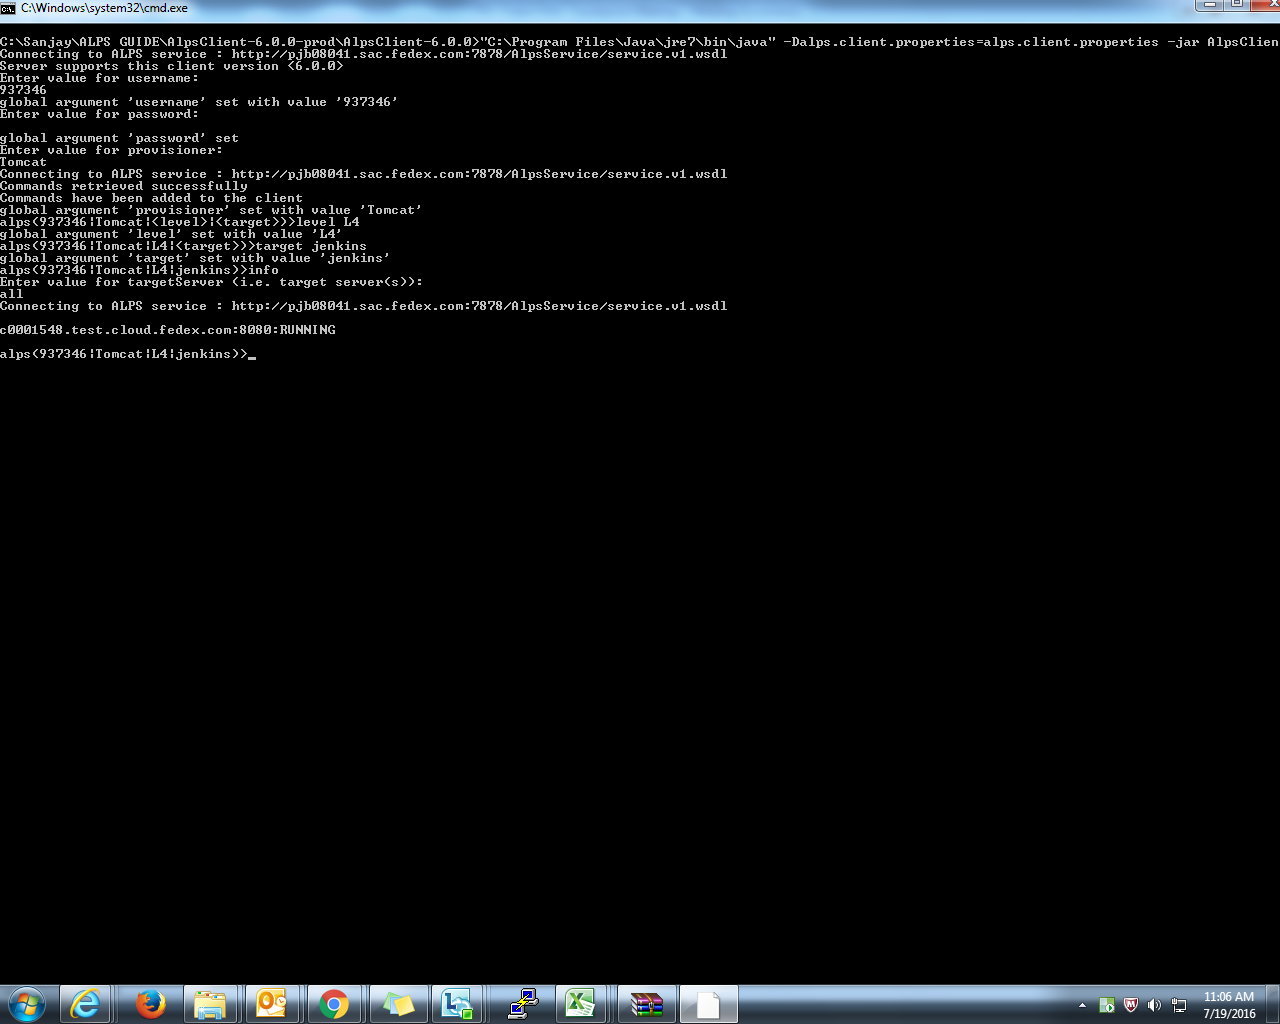 C:\Windows\system32\cmd.exe
C:\Sanjay\ALPS GUIDE\AlpsClient-6.0.0-prod\AlpsClient-6.0.0>"C:\Program Files\Java\jre7\bin\java" -Dalps.client.properties=alps.client.properties -jar AlpsClien
Connecting to ALPS service : http://pjb08041.sac.fedex.com:7878/AlpsService/service.v1.wsdl
Server supports this client version <6.0.0>
Enter value for username:
937346
global argument 'username' set with value '937346'
Enter value for password:
global argument 'password' set
Enter value for provisioner:
Tomcat
Connecting to ALPS service : http://pjb08041.sac.fedex.com:7878/AlpsService/service.v1.wsdl
Commands retrieved successfully
Commands have been added to the client
global argument 'provisioner' set with value 'Tomcat'
alps(937346|Tomcat|<level>|<target>)>level L4
global argument 'level' set with value 'L4'
alps(937346|Tomcat|L4|<target>)>target jenkins
global argument 'target' set with value 'jenkins'
alps(937346|Tomcat|L4|jenkins)>info
Enter value for targetServer (i.e. target server(s)):
all
Connecting to ALPS service : http://pjb08041.sac.fedex.com:7878/AlpsService/service.v1.wsdl
c0001548.test.cloud.fedex.com:8080:RUNNING
alps(937346|Tomcat|L4|jenkins)>_
11:06 AM
7/19/2016